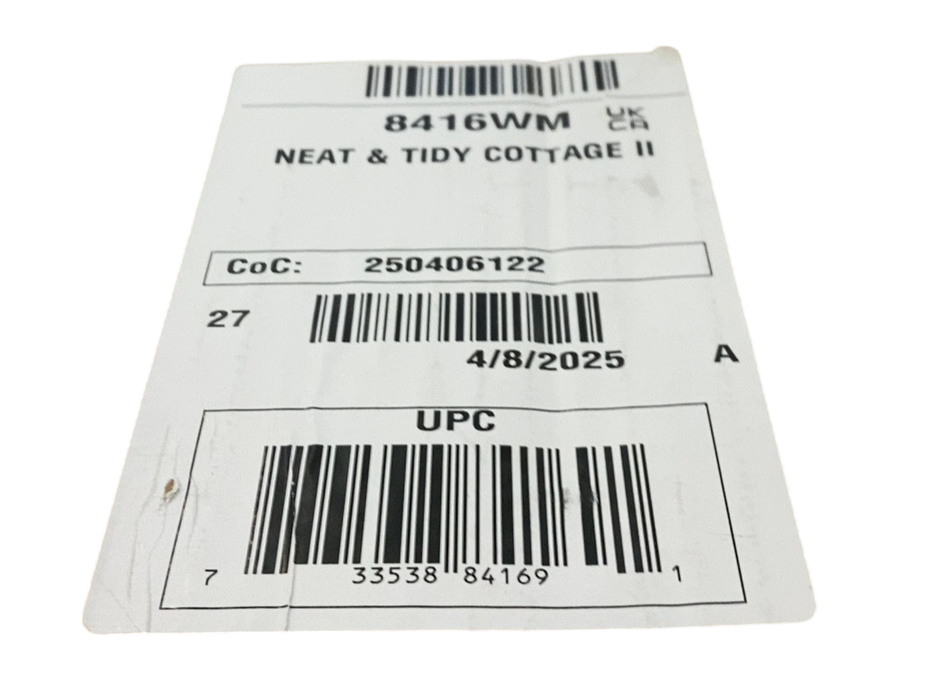 8416WM UK CA
NEAT & TIDY COTTAGE II
CoC: 250406122
27
4/8/2025 A
UPC
7 33538 84169 1